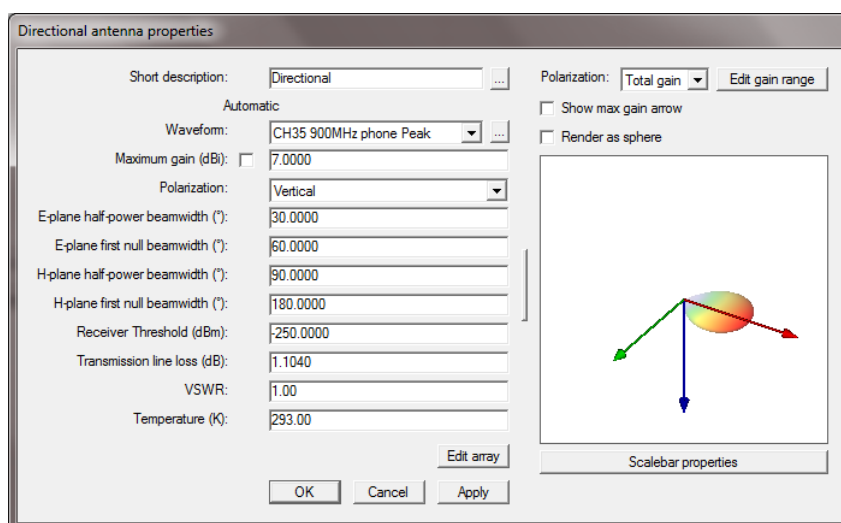 Directional antenna properties
Short description: Directional ...
Automatic
Waveform: CH35 900MHz phone Peak ...
Maximum gain (dBi): 7.0000
Polarization: Vertical
E-plane half-power beamwidth (°): 30.0000
E-plane first null beamwidth (°): 60.0000
H-plane half-power beamwidth (°): 90.0000
H-plane first null beamwidth (°): 180.0000
Receiver Threshold (dBm): -250.0000
Transmission line loss (dB): 1.1040
VSWR: 1.00
Temperature (K): 293.00
Edit array
OK Cancel Apply
Polarization: Total gain Edit gain range
Show max gain arrow
Render as sphere
Scalebar properties